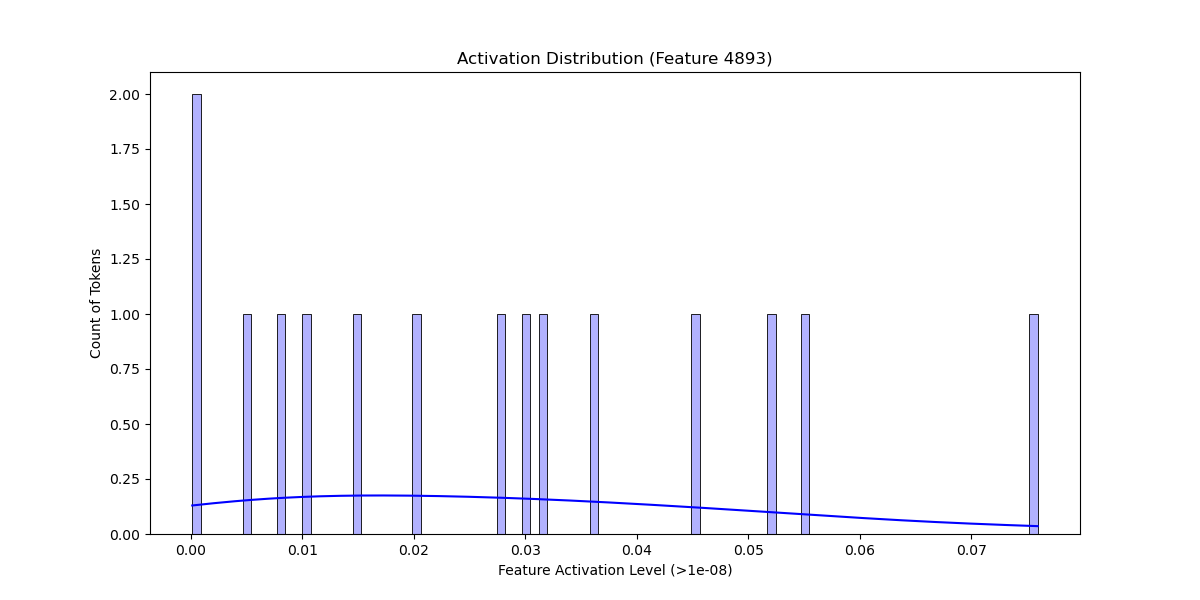 Activation Distribution (Feature 4893)
2.00
1.75
1.50
1.25
1.00
0.75
0.50
0.25
0.00
Count of Tokens
0.00 0.01 0.02 0.03 0.04 0.05 0.06 0.07
Feature Activation Level (>1e-08)